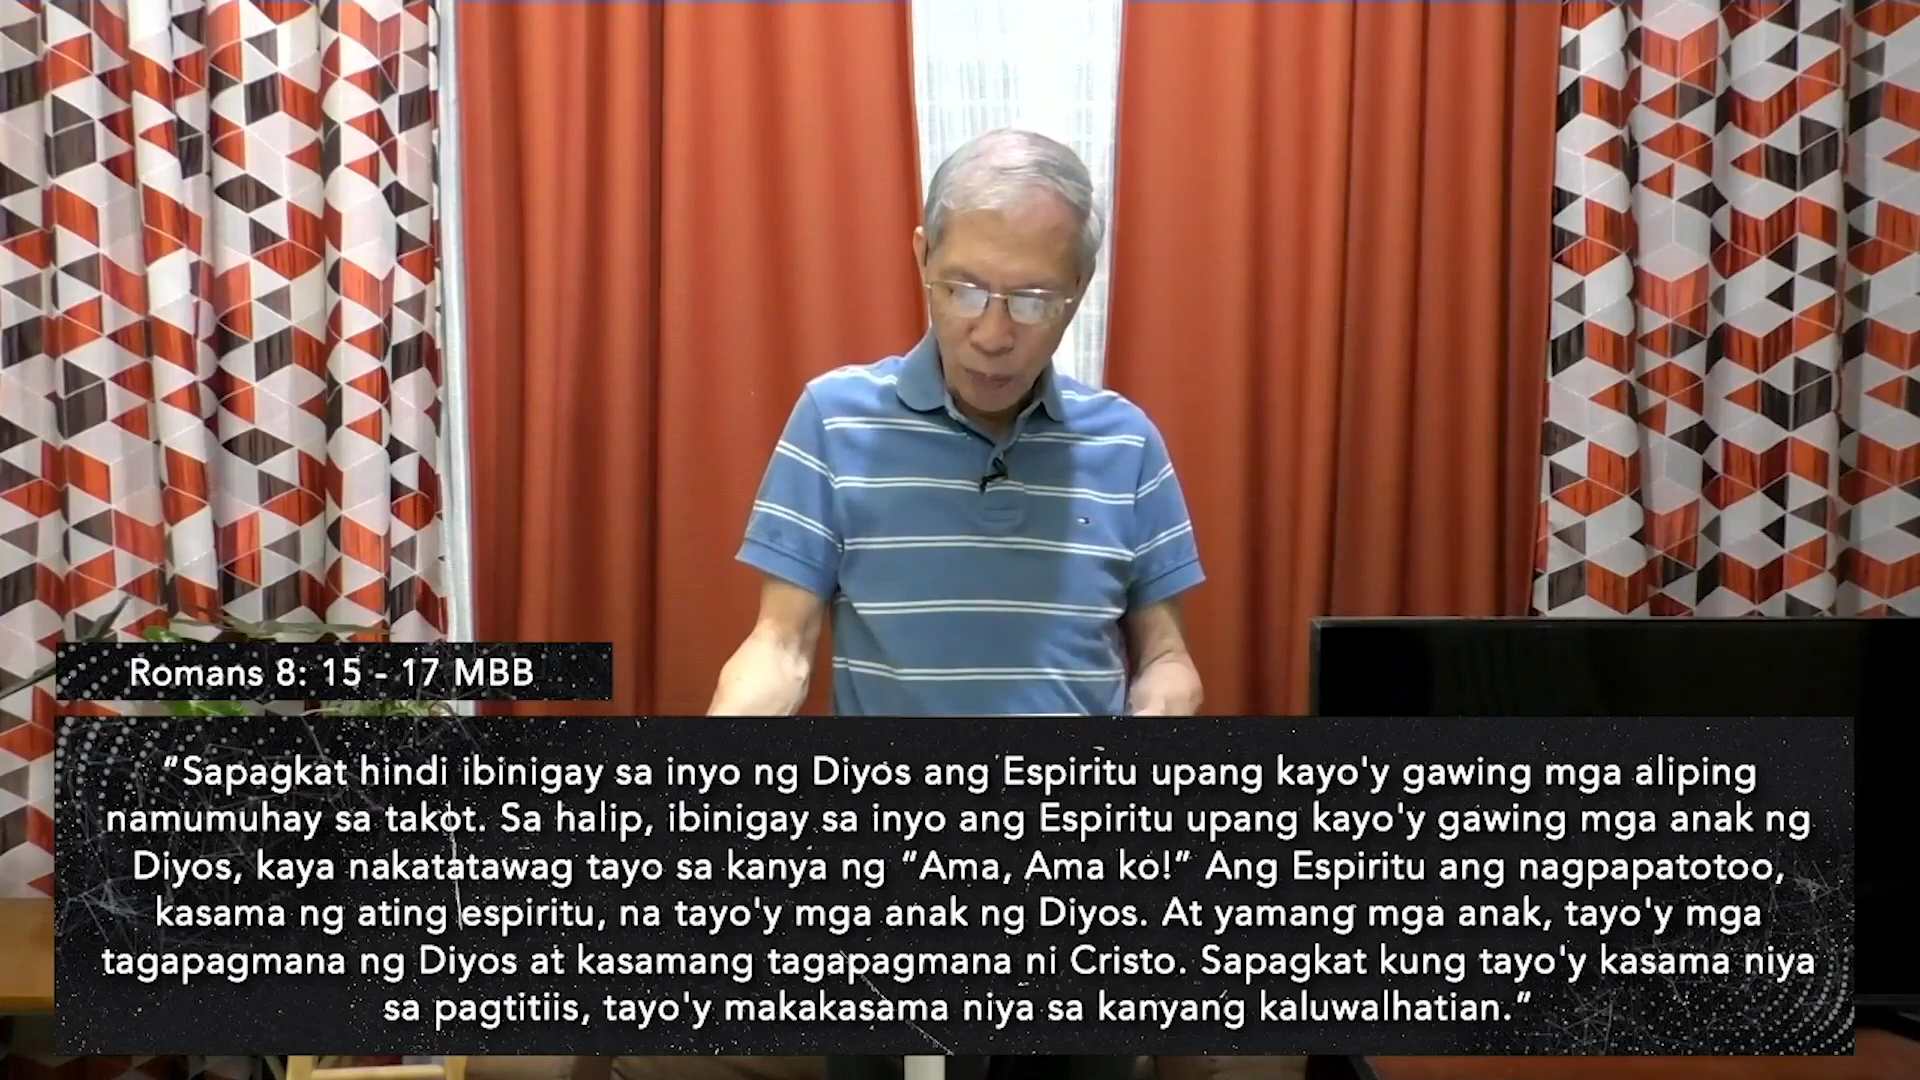 Romans 8: 15 - 17 MBB
“Sapagkat hindi ibinigay sa inyo ng Diyos ang Espiritu upang kayo'y gawing mga aliping
namumuhay sa takot. Sa halip, ibinigay sa inyo ang Espiritu upang kayo'y gawing mga anak ng
Diyos, kaya nakatatawag tayo sa kanya ng “Ama, Ama ko!” Ang Espiritu ang nagpapatotoo,
kasama ng ating espiritu, na tayo'y mga anak ng Diyos. At yamang mga anak, tayo'y mga
tagapagmana ng Diyos at kasamang tagapagmana ni Cristo. Sapagkat kung tayo'y kasama niya
sa pagtitiis, tayo'y makakasama niya sa kanyang kaluwalhatian.”